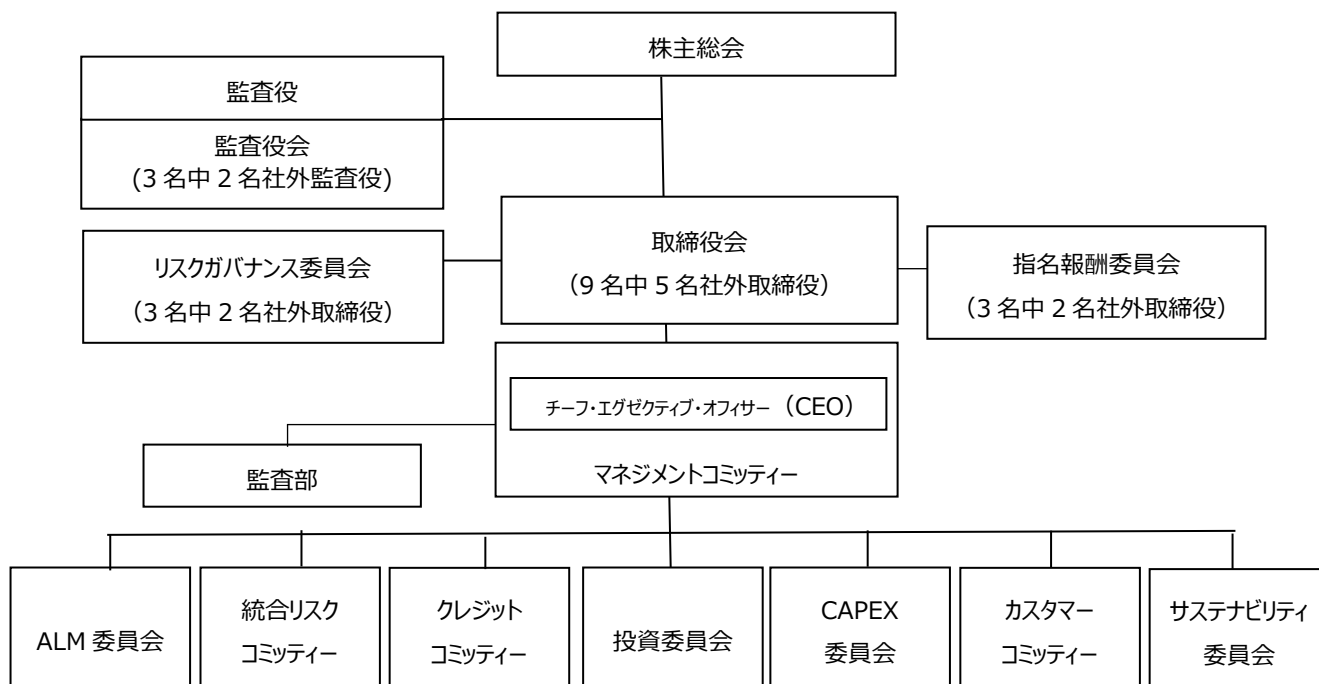 株主総会
監査役
監査役会
(3 名中 2 名社外監査役)
取締役会
（9 名中 5 名社外取締役）
リスクガバナンス委員会
（3 名中 2 名社外取締役）
指名報酬委員会
（3 名中 2 名社外取締役）
チーフ・エグゼクティブ・オフィサー（CEO）
マネジメントコミッティー
監査部
ALM 委員会
統合リスク
コミッティー
クレジット
コミッティー
投資委員会
CAPEX
委員会
カスタマー
コミッティー
サステナビリティ
委員会